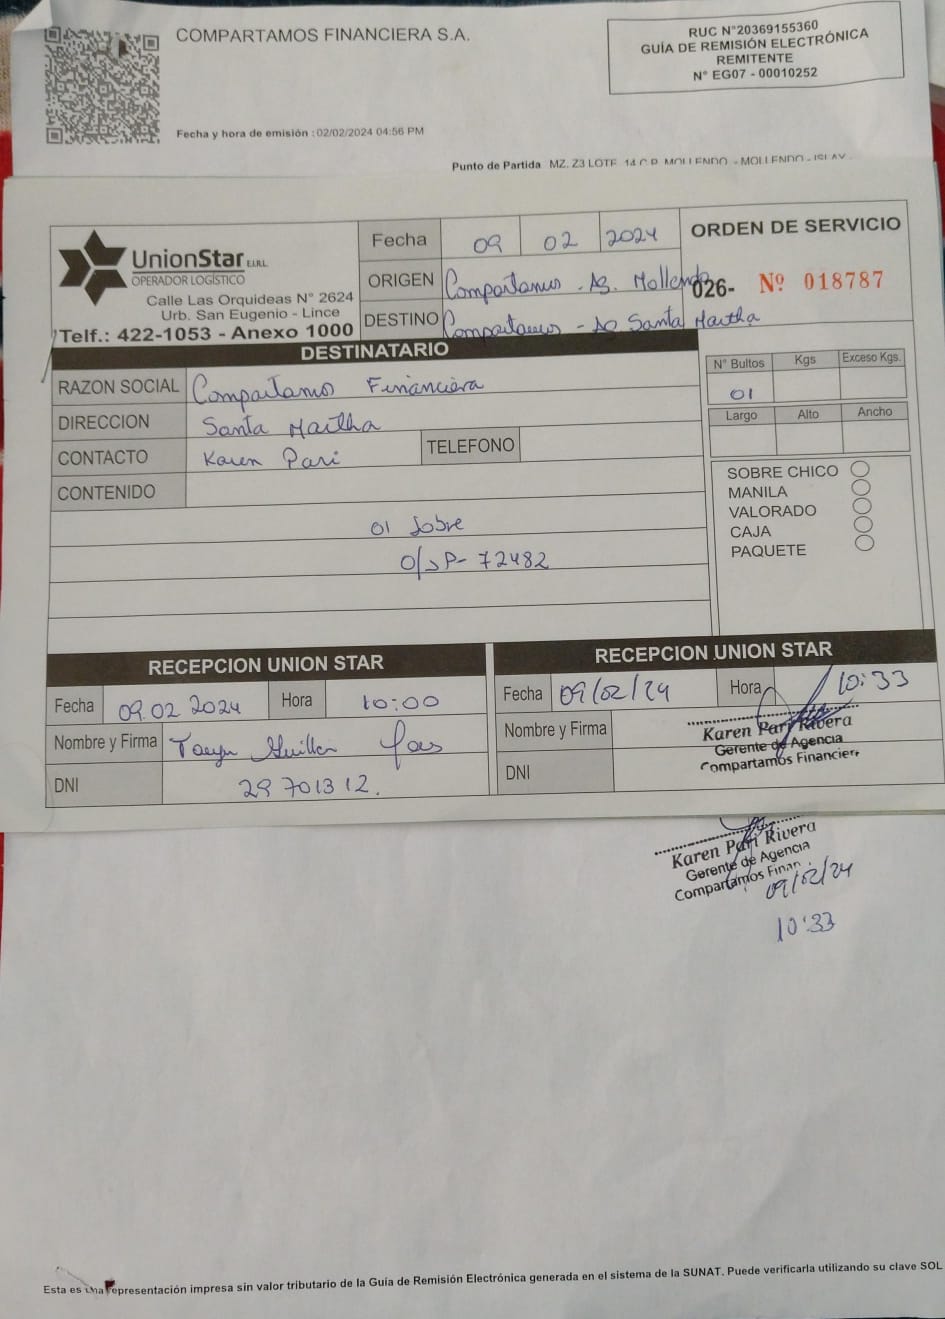 COMPARTAMOS FINANCIERA S.A.
RUC N°20369155360
GUÍA DE REMISIÓN ELECTRÓNICA
REMITENTE
N° EG07 - 00010252
Fecha y hora de emisión : 02/02/2024 04:56 PM
Punto de Partida MZ. Z3 LOTE. 14 C.P. MOLLENDO - MOLLENDO - ISLAY
UnionStar E.I.R.L.
OPERADOR LOGÍSTICO
Calle Las Orquideas N° 2624
Urb. San Eugenio - Lince
Telf.: 422-1053 - Anexo 1000
Fecha 09 02 2024
ORIGEN Compartamos - Ag. Mollendo
DESTINO Compartamos - AO Santa Martha
ORDEN DE SERVICIO
026- Nº 018787
DESTINATARIO
RAZON SOCIAL Compartamos Financiera
DIRECCION Santa Martha
CONTACTO Karen Pari TELEFONO
CONTENIDO
01 Sobre
O/SP- 72482
N° Bultos Kgs Exceso Kgs.
01
Largo Alto Ancho
SOBRE CHICO
MANILA
VALORADO
CAJA
PAQUETE
RECEPCION UNION STAR
Fecha 09.02 2024 Hora 10:00
Nombre y Firma
DNI 29701312.
RECEPCION UNION STAR
Fecha 09/02/24 Hora 10:33
Nombre y Firma Karen Pari Rivera
Gerente de Agencia
Compartamos Financier
DNI
Karen Pari Rivera
Gerente de Agencia
Compartamos Finan
09/02/24
10:33
Esta es una representación impresa sin valor tributario de la Guía de Remisión Electrónica generada en el sistema de la SUNAT. Puede verificarla utilizando su clave SOL